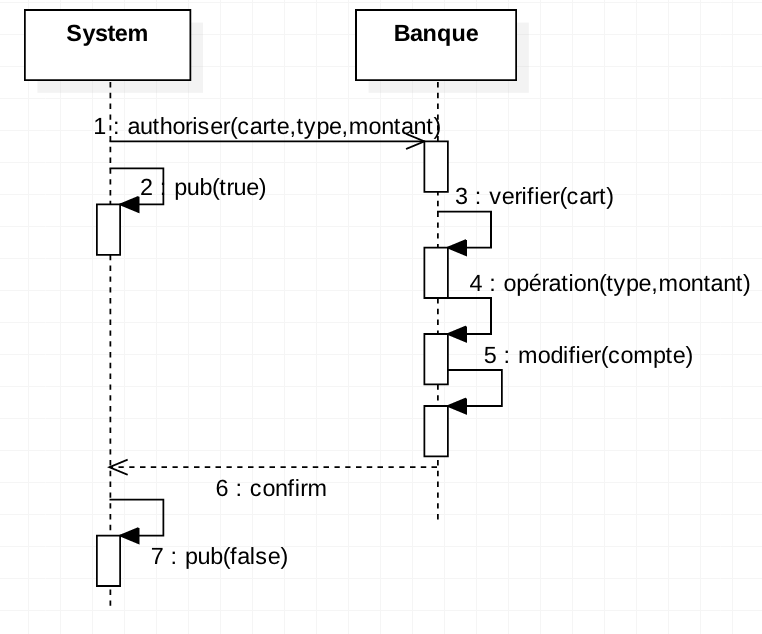 System
Banque
1 : authoriser(carte,type,montant)
2 : pub(true)
3 : verifier(cart)
4 : opération(type,montant)
5 : modifier(compte)
6 : confirm
7 : pub(false)